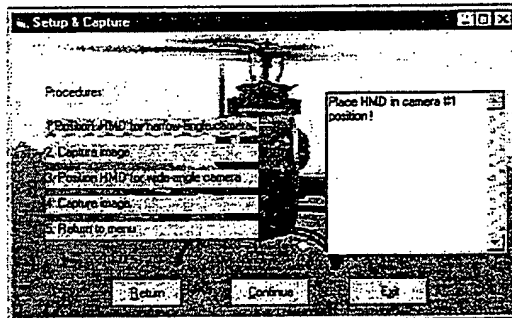 Setup & Capture
Procedures:
1. Position HMD for narrow-angle camera
2. Capture image
3. Position HMD for wide-angle camera
4. Capture image
5. Return to menu
Place HMD in camera #1
position!
Return
Continue
Exit